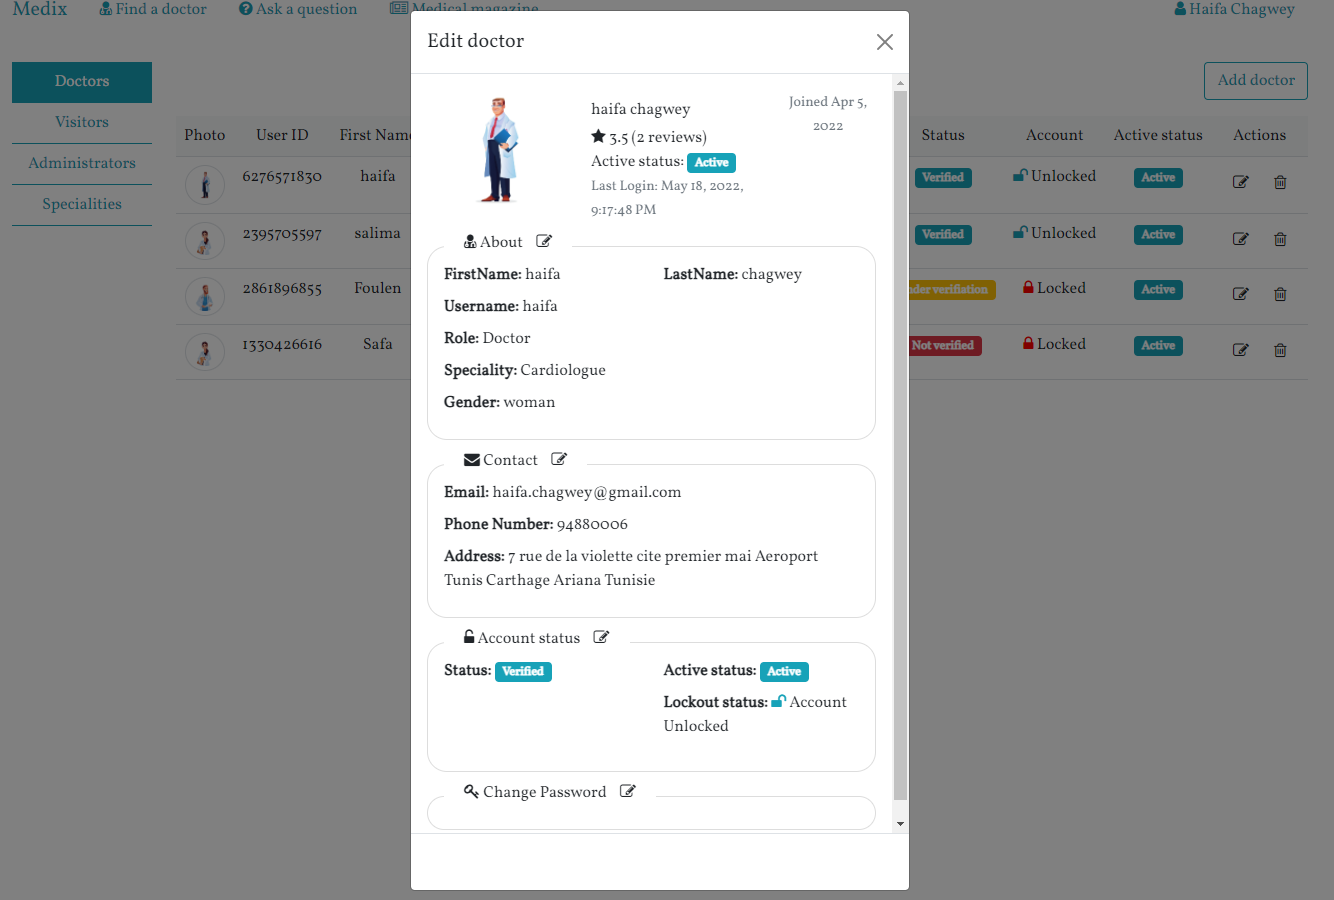 Medix Find a doctor Ask a question Medical magazine Haifa Chagwey
Edit doctor
Doctors
Visitors
Administrators
Specialities
Add doctor
Photo User ID First Name Status Account Active status Actions
6276571830 haifa Verified Unlocked Active
2395705597 salima Verified Unlocked Active
2861896855 Foulen verifiation Locked Active
1330426616 Safa Not verified Locked Active
haifa chagwey
3.5 (2 reviews)
Active status: Active
Last Login: May 18, 2022,
9:17:48 PM
Joined Apr 5,
2022
About
FirstName: haifa LastName: chagwey
Username: haifa
Role: Doctor
Speciality: Cardiologue
Gender: woman
Contact
Email: haifa.chagwey@gmail.com
Phone Number: 94880006
Address: 7 rue de la violette cite premier mai Aeroport
Tunis Carthage Ariana Tunisie
Account status
Status: Verified Active status: Active
Lockout status: Account
Unlocked
Change Password